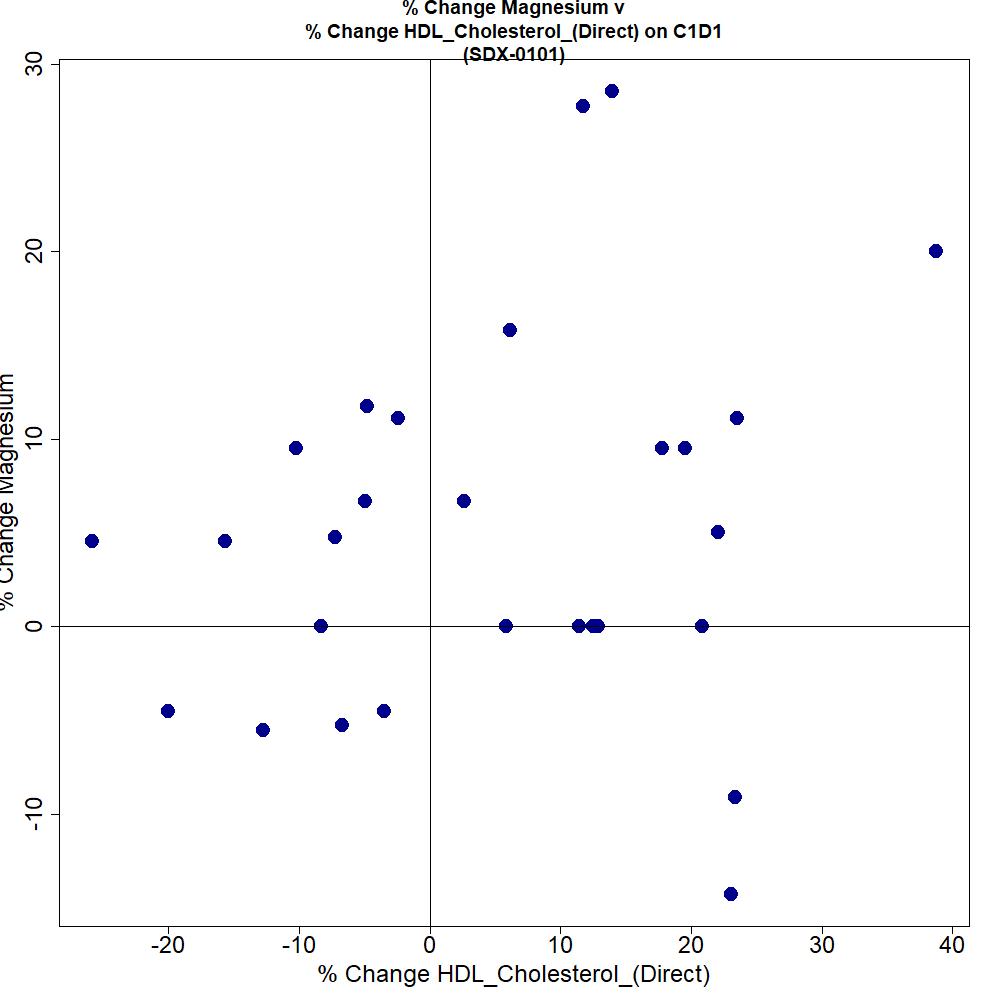 % Change Magnesium v
% Change HDL_Cholesterol_(Direct) on C1D1
(SDX-0101)
30
20
10
0
-10
% Change Magnesium
-20
-10
0
10
20
30
40
% Change HDL_Cholesterol_(Direct)